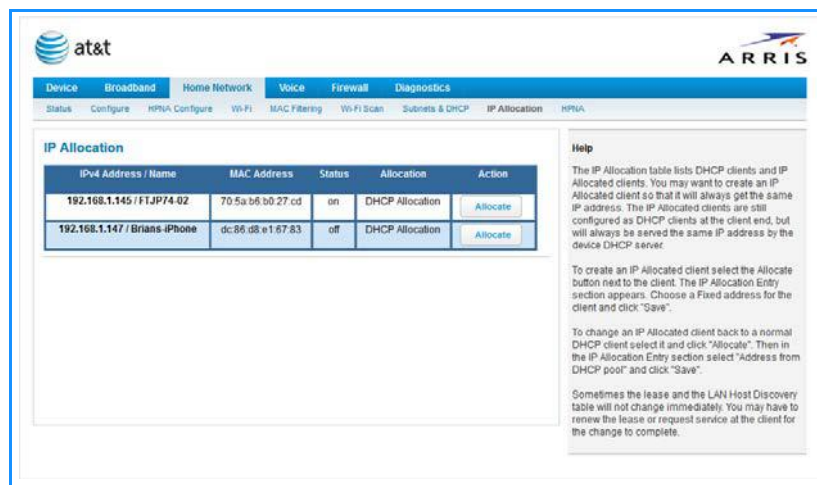 at&t
ARRIS
Device Broadband Home Network Voice Firewall Diagnostics
Status Configure HPNA Configure Wi-Fi MAC Filtering Wi-Fi Scan Subnets & DHCP IP Allocation HPNA
IP Allocation
IPv4 Address / Name MAC Address Status Allocation Action
192.168.1.145 / FTJP74-02 70:5a:b6:b0:27:cd on DHCP Allocation Allocate
192.168.1.147 / Brians-iPhone dc:86:d8:e1:67:83 off DHCP Allocation Allocate
Help
The IP Allocation table lists DHCP clients and IP
Allocated clients. You may want to create an IP
Allocated client so that it will always get the same
IP address. The IP Allocated clients are still
configured as DHCP clients at the client end, but
will always be served the same IP address by the
device DHCP server.
To create an IP Allocated client select the Allocate
button next to the client. The IP Allocation Entry
section appears. Choose a Fixed address for the
client and click "Save".
To change an IP Allocated client back to a normal
DHCP client select it and click "Allocate". Then in
the IP Allocation Entry section select "Address from
DHCP pool" and click "Save".
Sometimes the lease and the LAN Host Discovery
table will not change immediately. You may have to
renew the lease or request service at the client for
the change to complete.